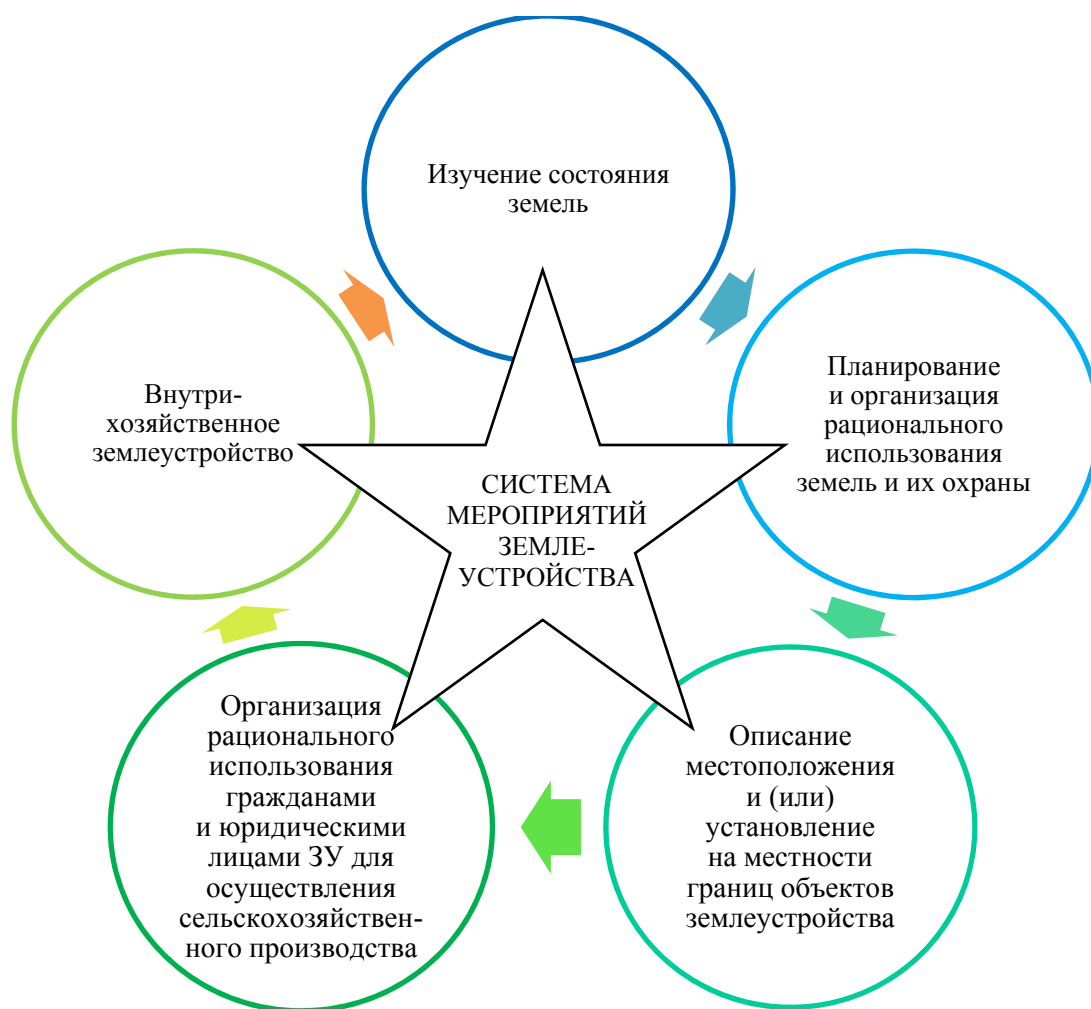 Изучение состояния
земель
Планирование
и организация
рационального
использования
земель и их охраны
Внутри-
хозяйственное
землеустройство
СИСТЕМА
МЕРОПРИЯТИЙ
ЗЕМЛЕ-
УСТРОЙСТВА
Организация
рационального
использования
гражданами
и юридическими
лицами ЗУ для
осуществления
сельскохозяйствен-
ного производства
Описание
местоположения
и (или)
установление
на местности
границ объектов
землеустройства